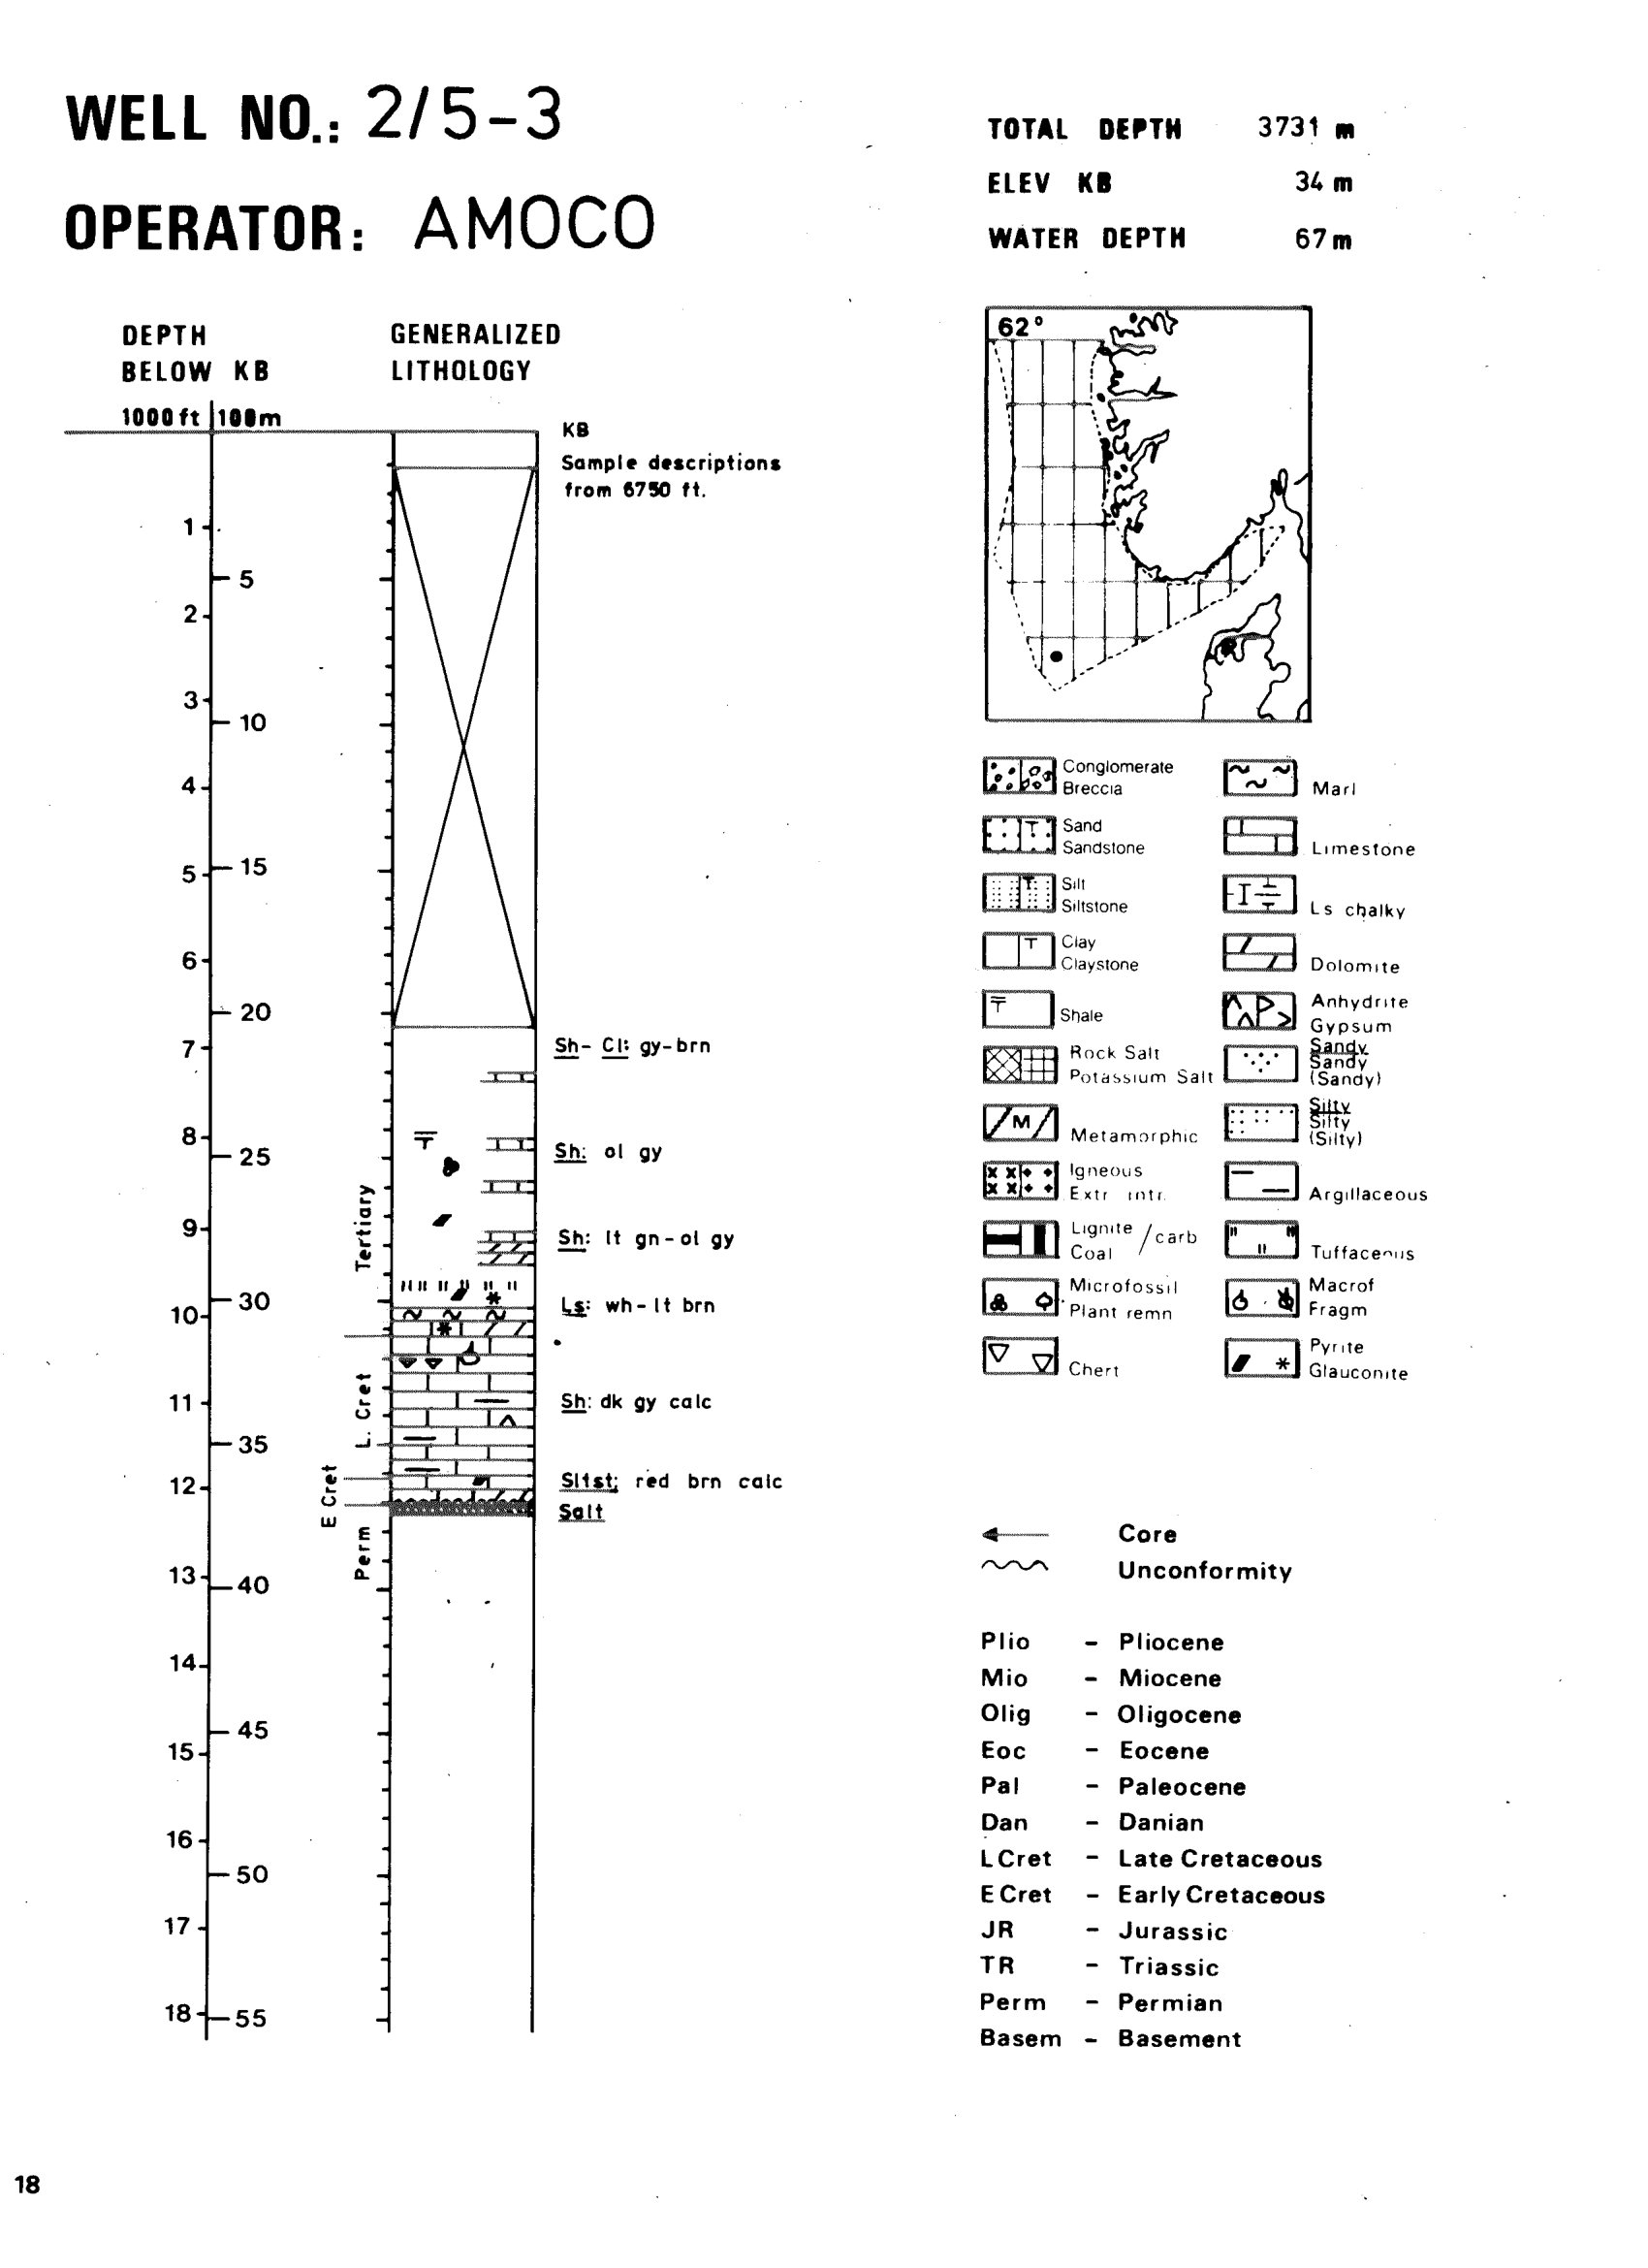 WELL NO.: 2/5-3
OPERATOR: AMOCO
TOTAL DEPTH 3731 m
ELEV KB 34 m
WATER DEPTH 67 m
DEPTH
BELOW KB
1000 ft 100m
GENERALIZED
LITHOLOGY
KB
Sample descriptions
from 6750 ft.
1
5
2
3
10
4
5
15
6
20
7
8
25
9
10
30
11
35
12
13
40
14
45
15
16
50
17
18
55
Tertiary
L. Cret
E Cret
Perm
Sh- Cl: gy-brn
Sh: ol gy
Sh: lt gn-ol gy
Ls: wh-lt brn
Sh: dk gy calc
Sltst; red brn calc
Salt
62°
Conglomerate
Breccia
Sand
Sandstone
Silt
Siltstone
Clay
Claystone
Shale
Rock Salt
Potassium Salt
M
Metamorphic
Igneous
Extr intr.
Lignite
Coal / carb
Microfossil
Plant remn
Chert
Marl
Limestone
Ls chalky
Dolomite
Anhydrite
Gypsum
Sandy
Sandy
(Sandy)
Silty
Silty
(Silty)
Argillaceous
Tuffaceous
Macrof
Fragm
Pyrite
Glauconite
Core
Unconformity
Plio - Pliocene
Mio - Miocene
Olig - Oligocene
Eoc - Eocene
Pal - Paleocene
Dan - Danian
L Cret - Late Cretaceous
E Cret - Early Cretaceous
JR - Jurassic
TR - Triassic
Perm - Permian
Basem - Basement
18